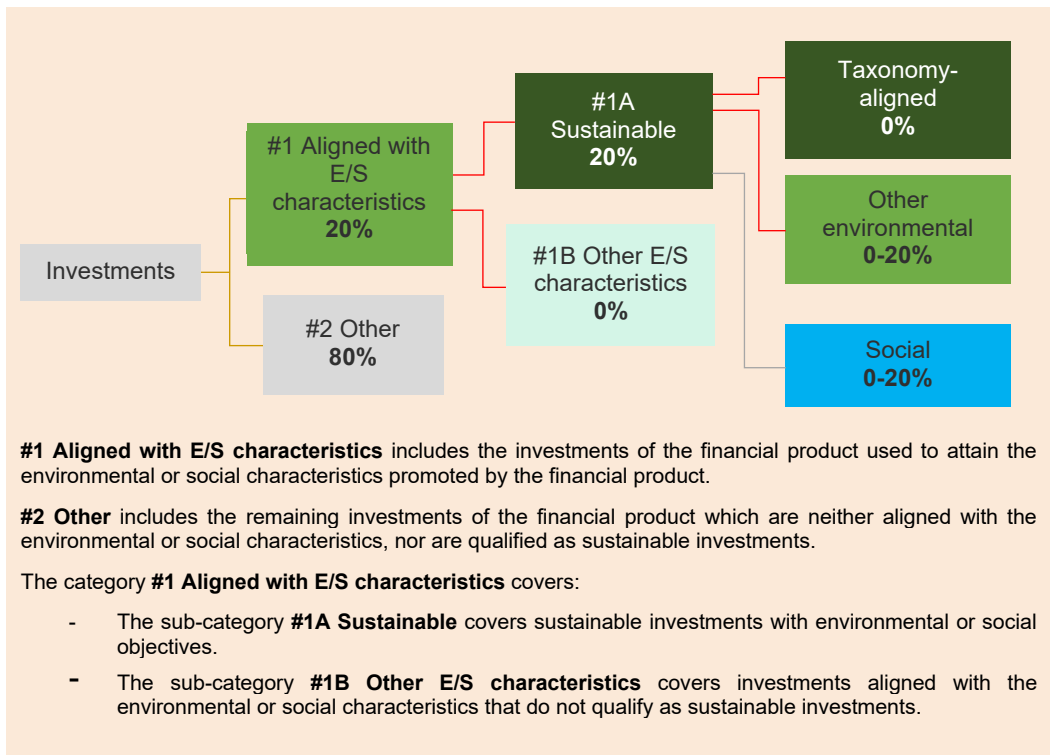 Investments
#1 Aligned with
E/S
characteristics
20%
#2 Other
80%
#1A
Sustainable
20%
#1B Other E/S
characteristics
0%
Taxonomy-
aligned
0%
Other
environmental
0-20%
Social
0-20%
#1 Aligned with E/S characteristics includes the investments of the financial product used to attain the
environmental or social characteristics promoted by the financial product.
#2 Other includes the remaining investments of the financial product which are neither aligned with the
environmental or social characteristics, nor are qualified as sustainable investments.
The category #1 Aligned with E/S characteristics covers:
- The sub-category #1A Sustainable covers sustainable investments with environmental or social
objectives.
- The sub-category #1B Other E/S characteristics covers investments aligned with the
environmental or social characteristics that do not qualify as sustainable investments.